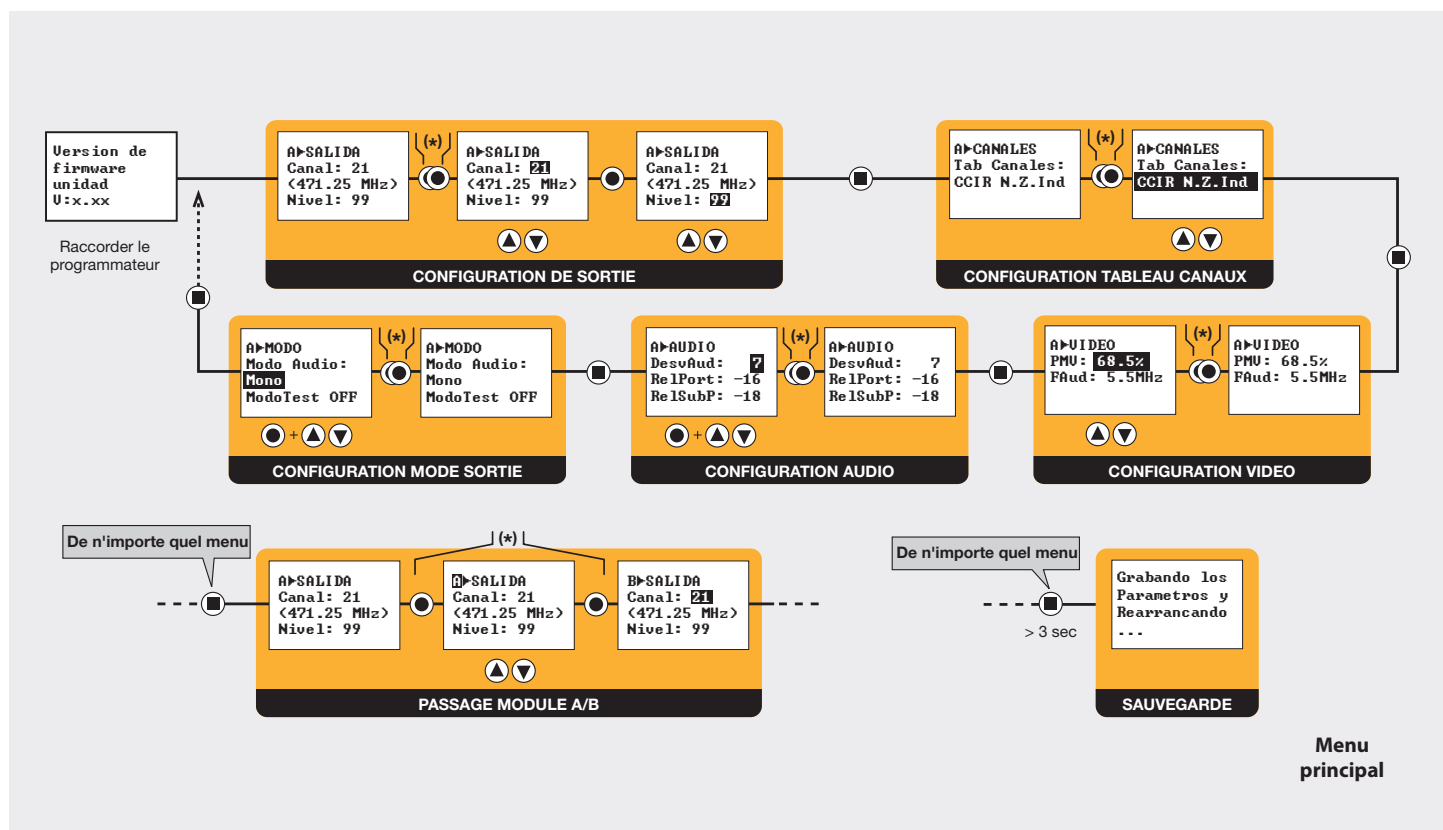 Version de
firmware
unidad
V:x.xx
Raccorder le
programmateur
A▶SALIDA
Canal: 21
(471.25 MHz)
Nivel: 99
(*)
A▶SALIDA
Canal: 21
(471.25 MHz)
Nivel: 99
A▶SALIDA
Canal: 21
(471.25 MHz)
Nivel: 99
CONFIGURATION DE SORTIE
A▶CANALES
Tab Canales:
CCIR N.Z.Ind
(*)
A▶CANALES
Tab Canales:
CCIR N.Z.Ind
CONFIGURATION TABLEAU CANAUX
A▶MODO
Modo Audio:
Mono
ModoTest OFF
(*)
A▶MODO
Modo Audio:
Mono
ModoTest OFF
+
CONFIGURATION MODE SORTIE
A▶AUDIO
DesvAud: 7
RelPort: -16
RelSubP: -18
(*)
A▶AUDIO
DesvAud: 7
RelPort: -16
RelSubP: -18
+
CONFIGURATION AUDIO
A▶VIDEO
PMV: 68.5%
FAud: 5.5MHz
(*)
A▶VIDEO
PMV: 68.5%
FAud: 5.5MHz
CONFIGURATION VIDEO
De n'importe quel menu
(*)
A▶SALIDA
Canal: 21
(471.25 MHz)
Nivel: 99
A▶SALIDA
Canal: 21
(471.25 MHz)
Nivel: 99
B▶SALIDA
Canal: 21
(471.25 MHz)
Nivel: 99
PASSAGE MODULE A/B
De n'importe quel menu
> 3 sec
Grabando los
Parametros y
Rearrancando
...
SAUVEGARDE
Menu
principal